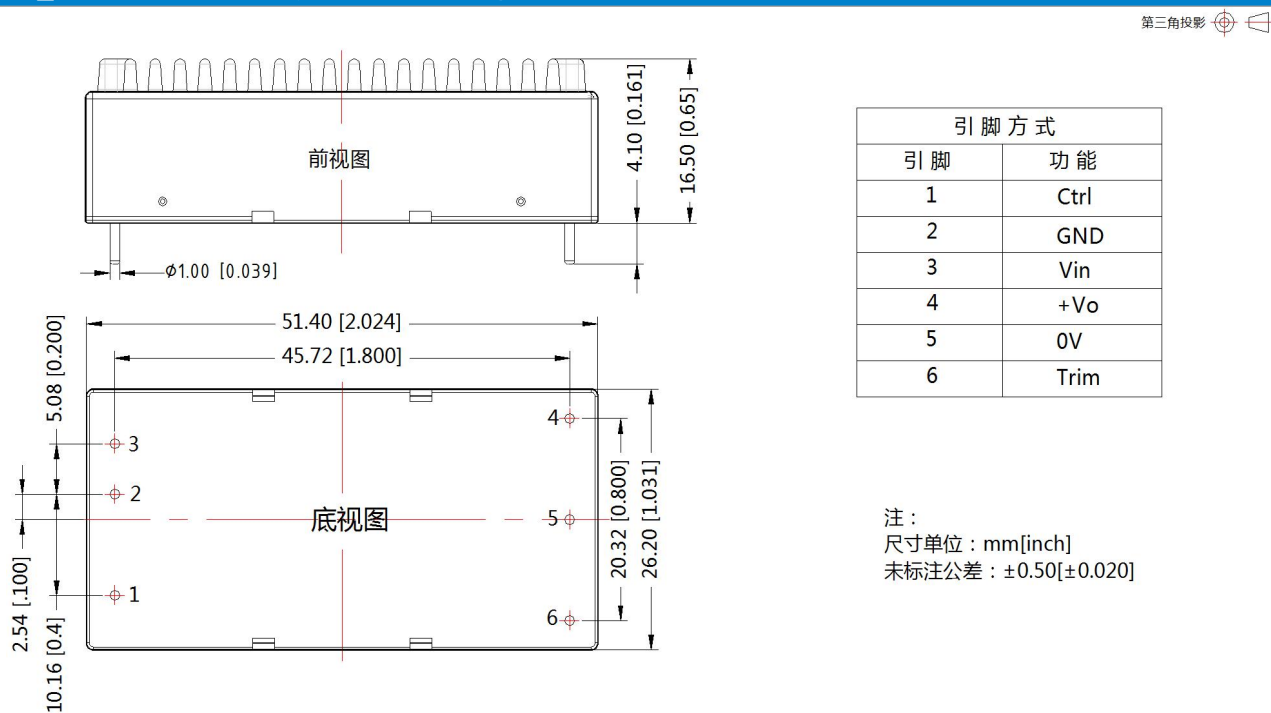 第三角投影
4.10 [0.161]
16.50 [0.65]
前视图
ϕ1.00 [0.039]
引脚方式
引脚 功能
1 Ctrl
2 GND
3 Vin
4 +Vo
5 0V
6 Trim
51.40 [2.024]
45.72 [1.800]
5.08 [0.200]
4
3
2
底视图
5
20.32 [0.800]
26.20 [1.031]
1
6
2.54 [.100]
10.16 [0.4]
注：
尺寸单位：mm[inch]
未标注公差：±0.50[±0.020]